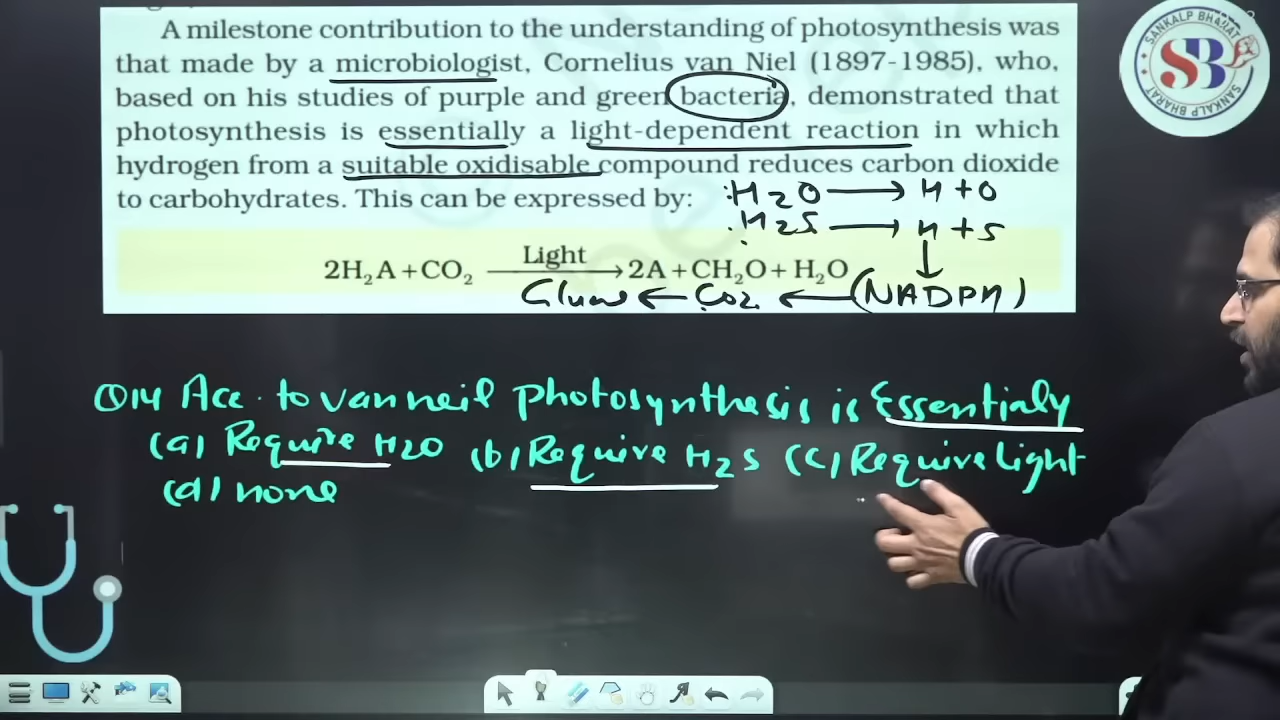 A milestone contribution to the understanding of photosynthesis was
that made by a microbiologist, Cornelius van Niel (1897-1985), who,
based on his studies of purple and green bacteria, demonstrated that
photosynthesis is essentially a light-dependent reaction in which
hydrogen from a suitable oxidisable compound reduces carbon dioxide
to carbohydrates. This can be expressed by:
H2O → H + O
H2S → H + S
Light
2H₂A + CO₂ → 2A + CH₂O + H₂O
← CO2 ← (NADPH)
Q14 Acc. to van neil photosynthesis is Essentialy
(a) Require H2O (b) Require H2S (c) Require Light
(d) none
SANKALP BHARAT
SB
SANKALP BHARAT